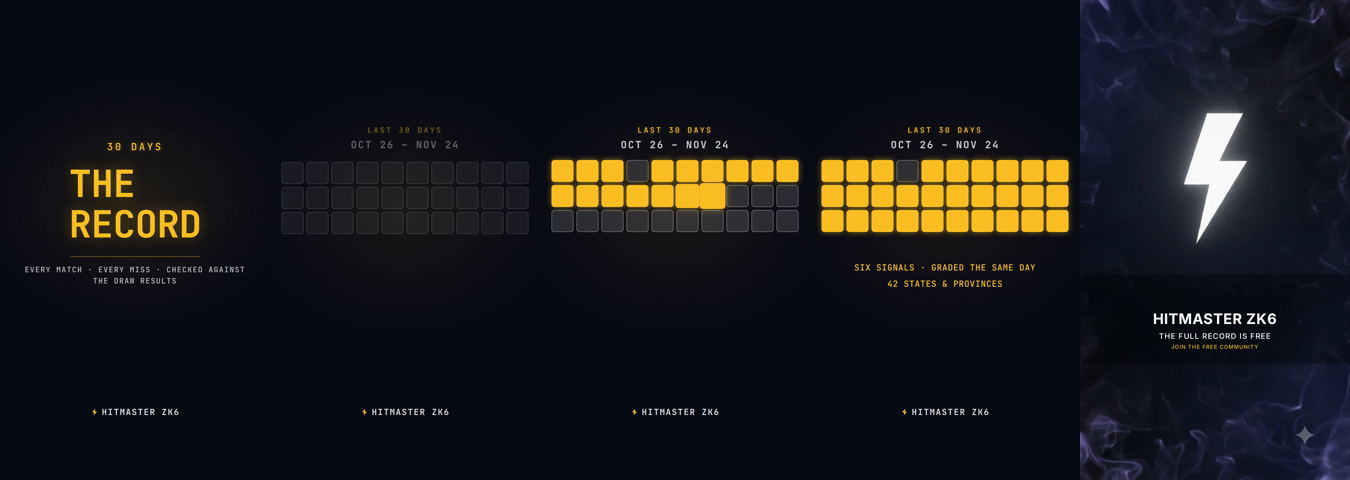 30 DAYS
THE
RECORD
EVERY MATCH · EVERY MISS · CHECKED AGAINST
THE DRAW RESULTS
HITMASTER ZK6
LAST 30 DAYS
OCT 26 – NOV 24
HITMASTER ZK6
LAST 30 DAYS
OCT 26 – NOV 24
HITMASTER ZK6
LAST 30 DAYS
OCT 26 – NOV 24
SIX SIGNALS · GRADED THE SAME DAY
42 STATES & PROVINCES
HITMASTER ZK6
HITMASTER ZK6
THE FULL RECORD IS FREE
JOIN THE FREE COMMUNITY